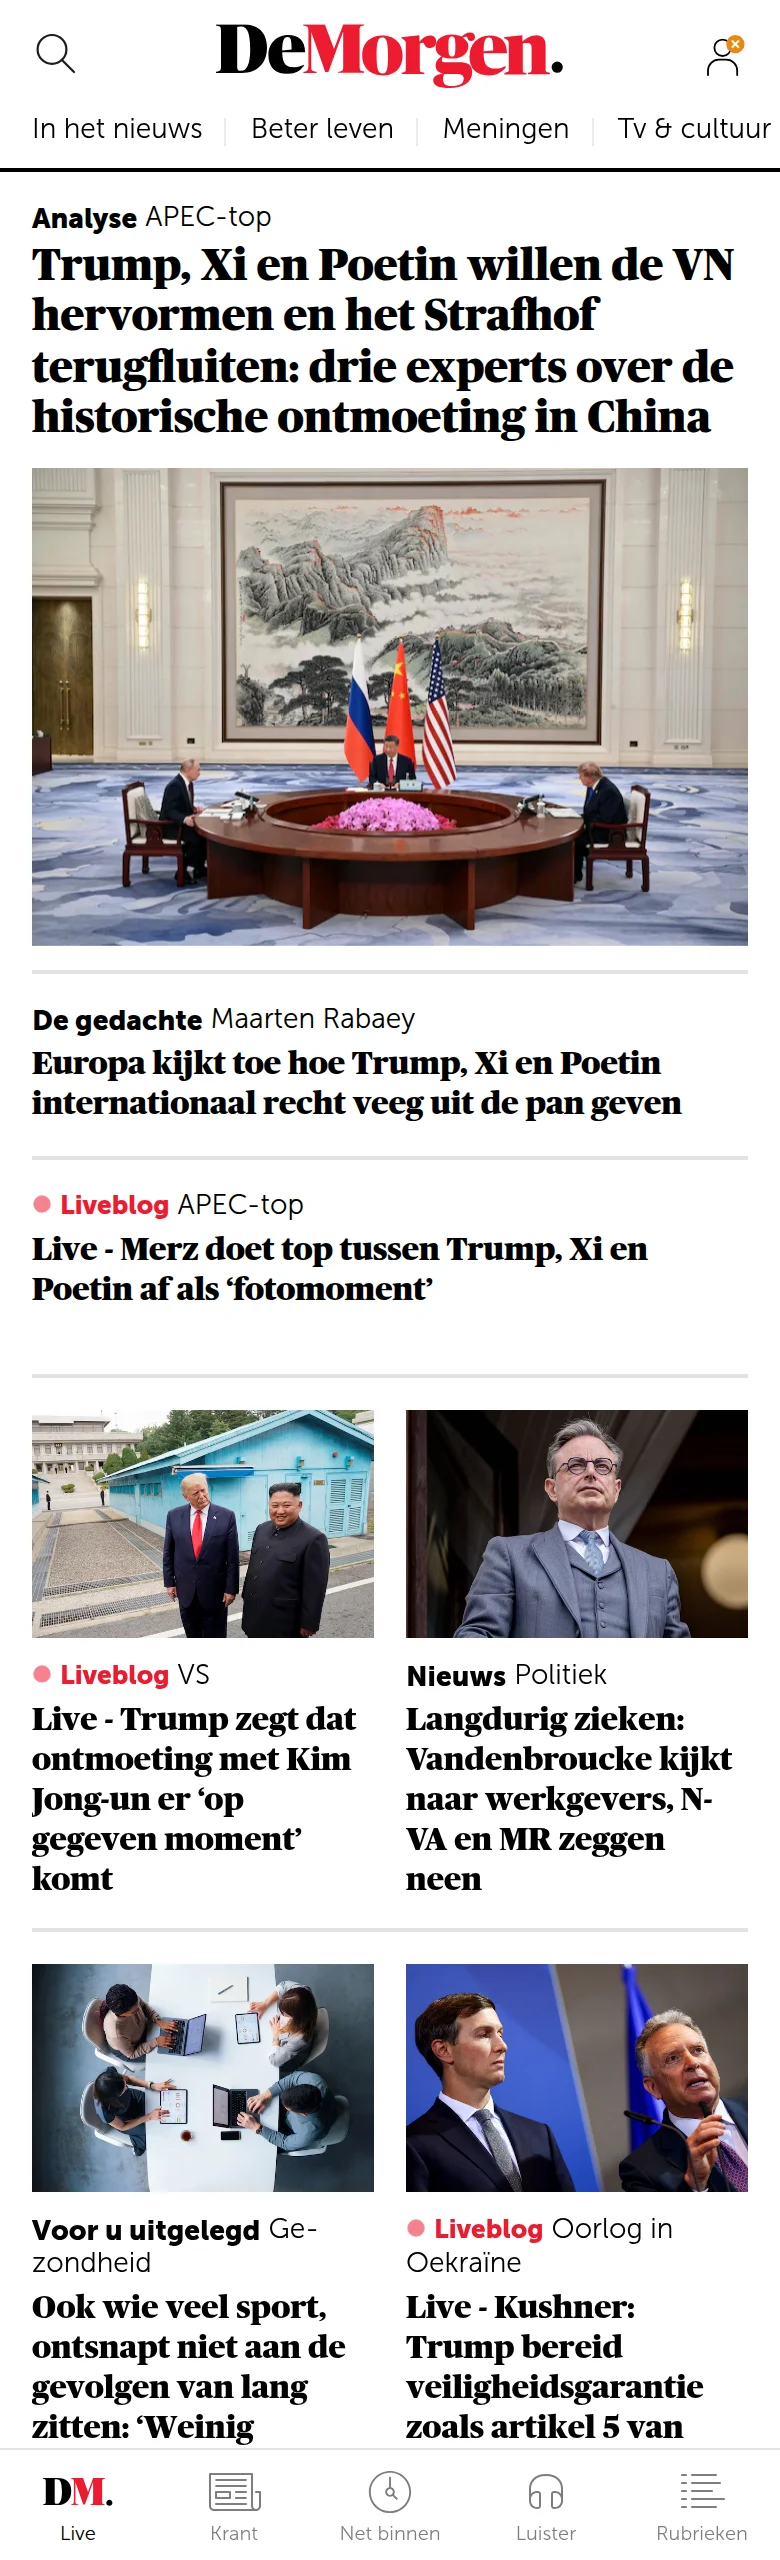 DeMorgen.
In het nieuws
Beter leven
Meningen
Tv & cultuur
Analyse APEC-top
Trump, Xi en Poetin willen de VN
hervormen en het Strafhof
terugfluiten: drie experts over de
historische ontmoeting in China
De gedachte Maarten Rabaey
Europa kijkt toe hoe Trump, Xi en Poetin
internationaal recht veeg uit de pan geven
Liveblog APEC-top
Live - Merz doet top tussen Trump, Xi en
Poetin af als ‘fotomoment’
Liveblog VS
Live - Trump zegt dat
ontmoeting met Kim
Jong-un er ‘op
gegeven moment’
komt
Nieuws Politiek
Langdurig zieken:
Vandenbroucke kijkt
naar werkgevers, N-
VA en MR zeggen
neen
Voor u uitgelegd Ge-
zondheid
Ook wie veel sport,
ontsnapt niet aan de
gevolgen van lang
zitten: ‘Weinig
Liveblog Oorlog in
Oekraïne
Live - Kushner:
Trump bereid
veiligheidsgarantie
zoals artikel 5 van
DM.
Live
Krant
Net binnen
Luister
Rubrieken